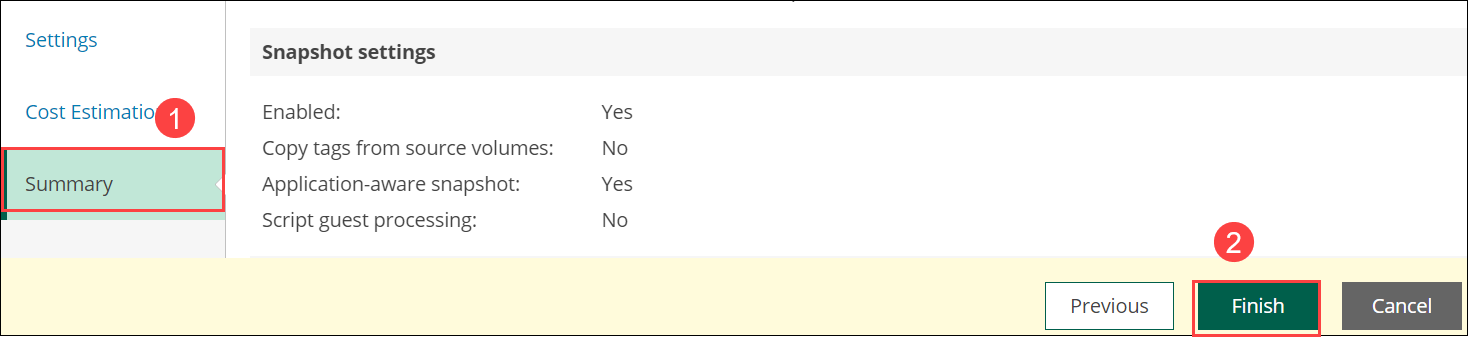 Settings
Snapshot settings
Cost Estimatio
1
Enabled: Yes
Copy tags from source volumes: No
Summary
Application-aware snapshot: Yes
Script guest processing: No
2
Previous
Finish
Cancel